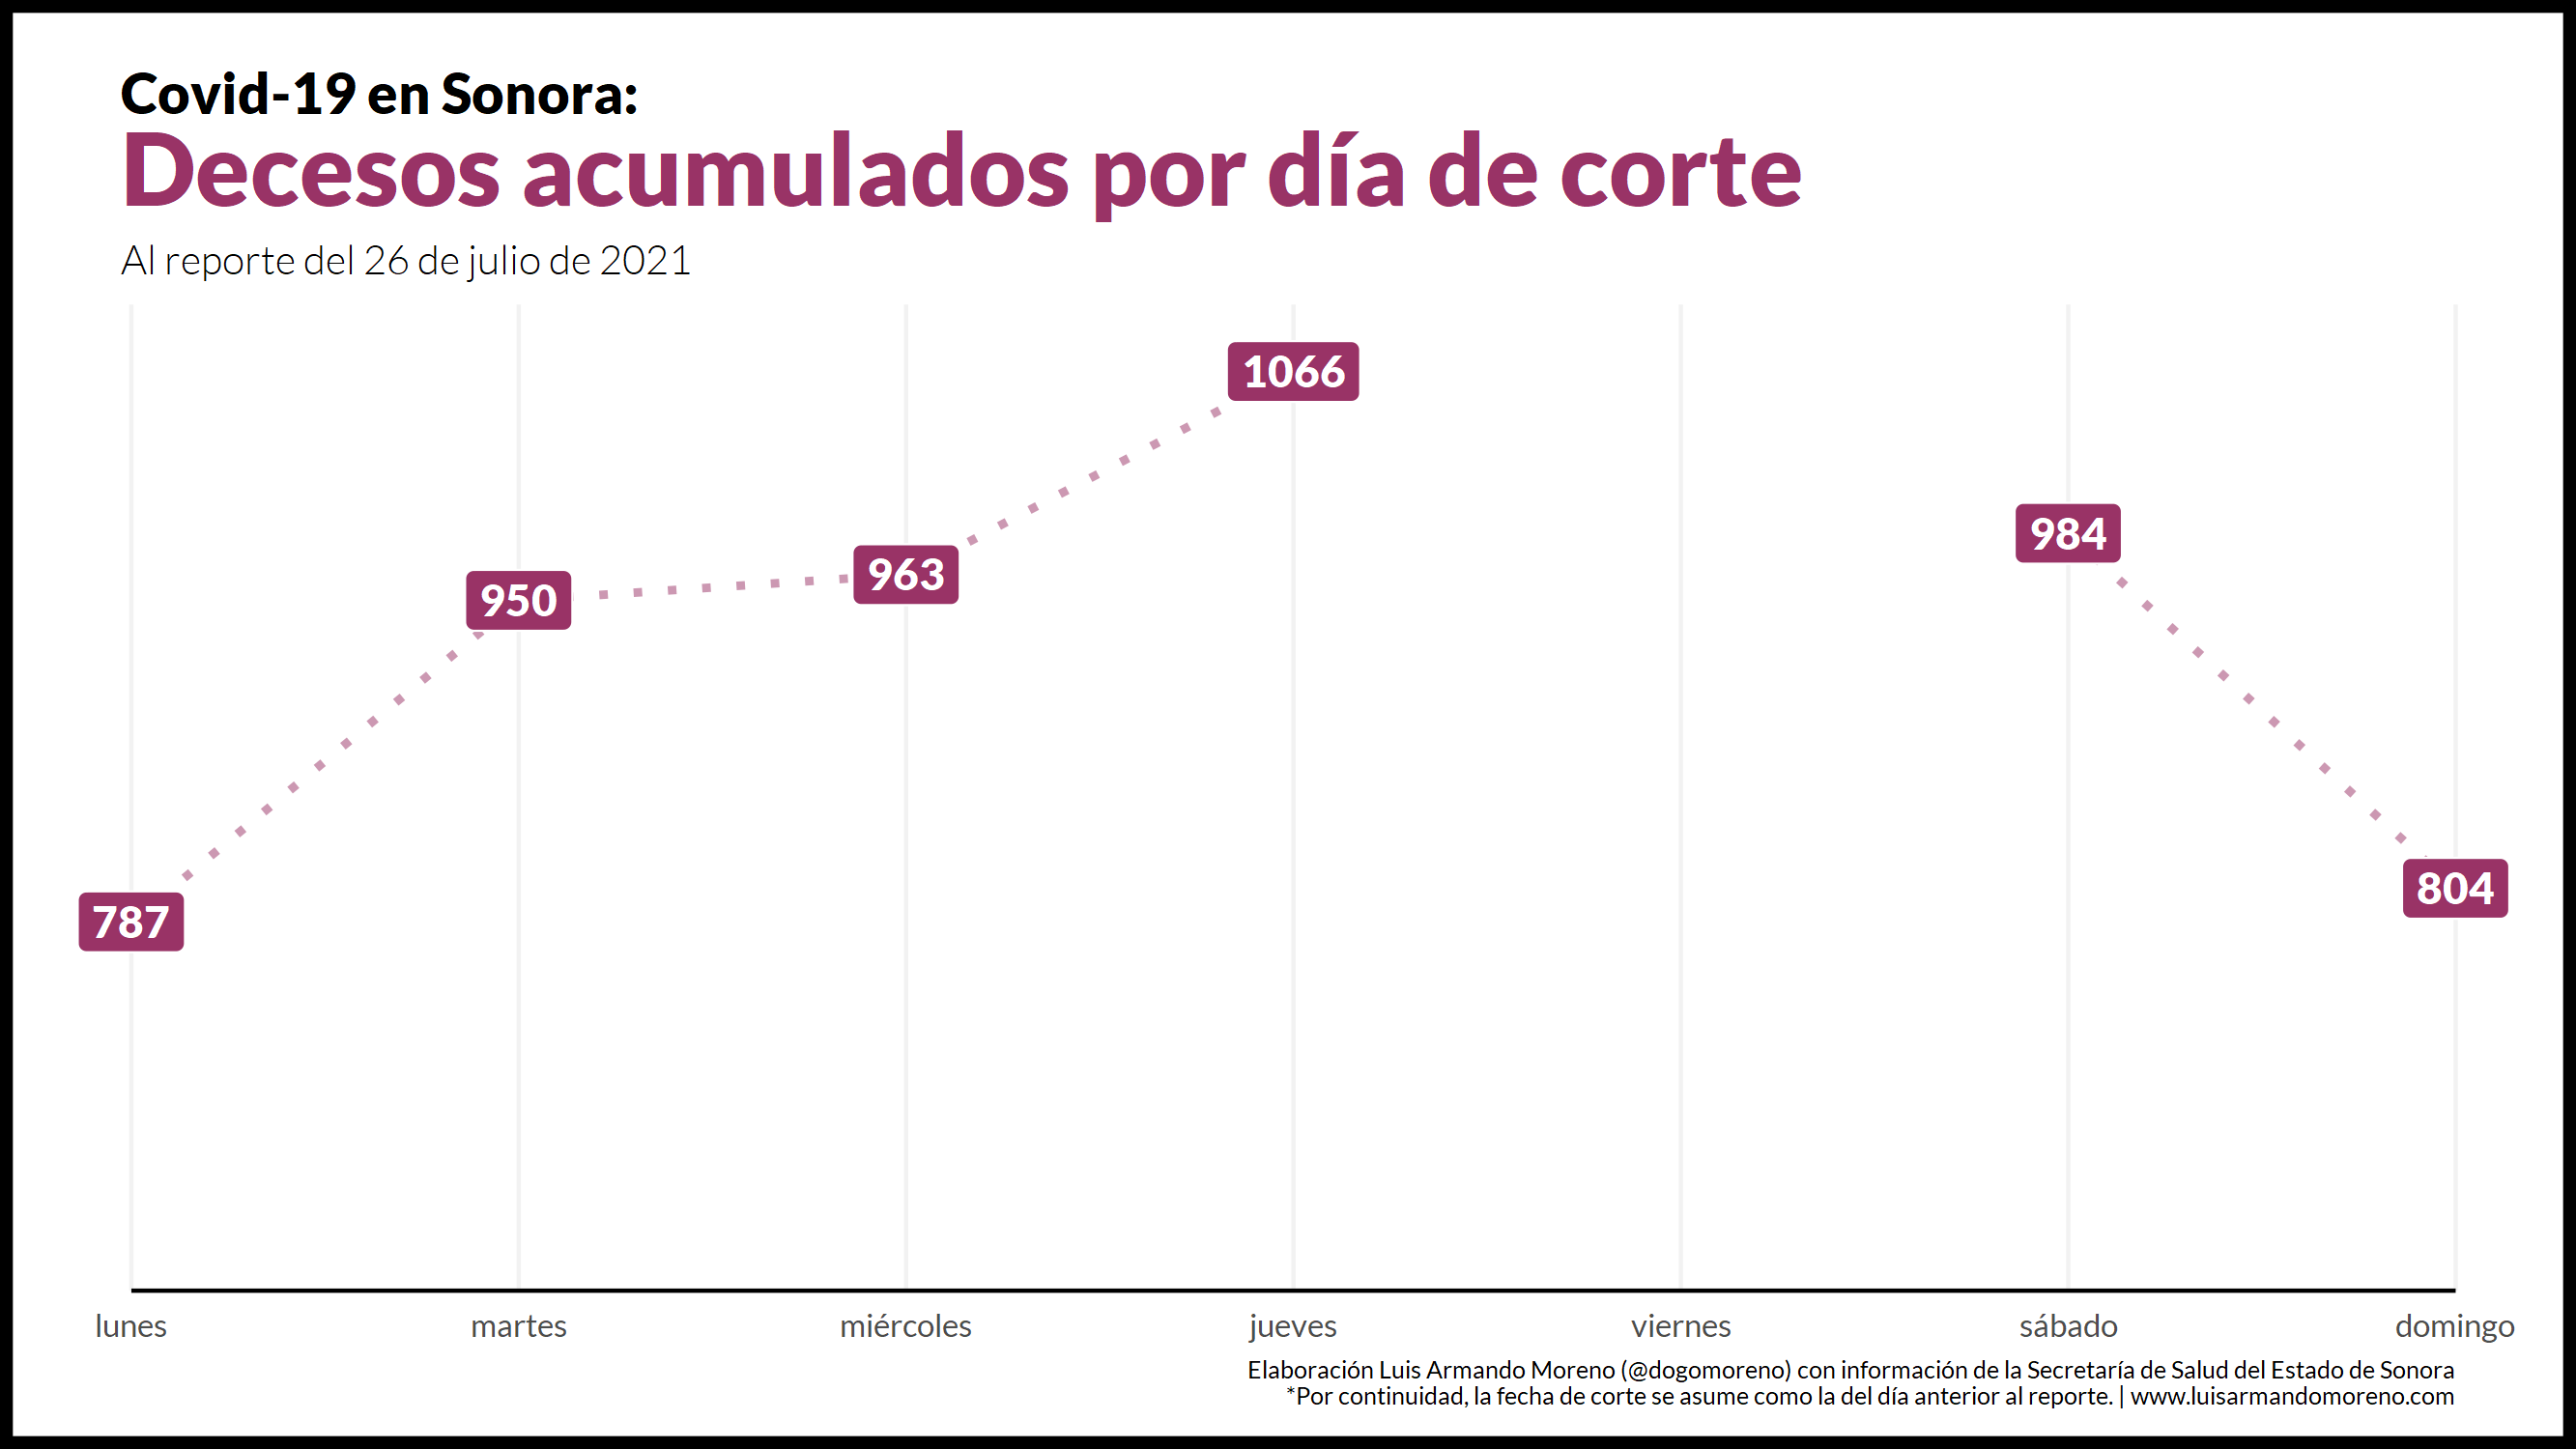 Covid-19 en Sonora:
Decesos acumulados por día de corte
Al reporte del 26 de julio de 2021
1066
984
963
950
804
787
lunes martes miércoles jueves viernes sábado domingo
Elaboración Luis Armando Moreno (@dogomoreno) con información de la Secretaría de Salud del Estado de Sonora
*Por continuidad, la fecha de corte se asume como la del día anterior al reporte. | www.luisarmandomoreno.com